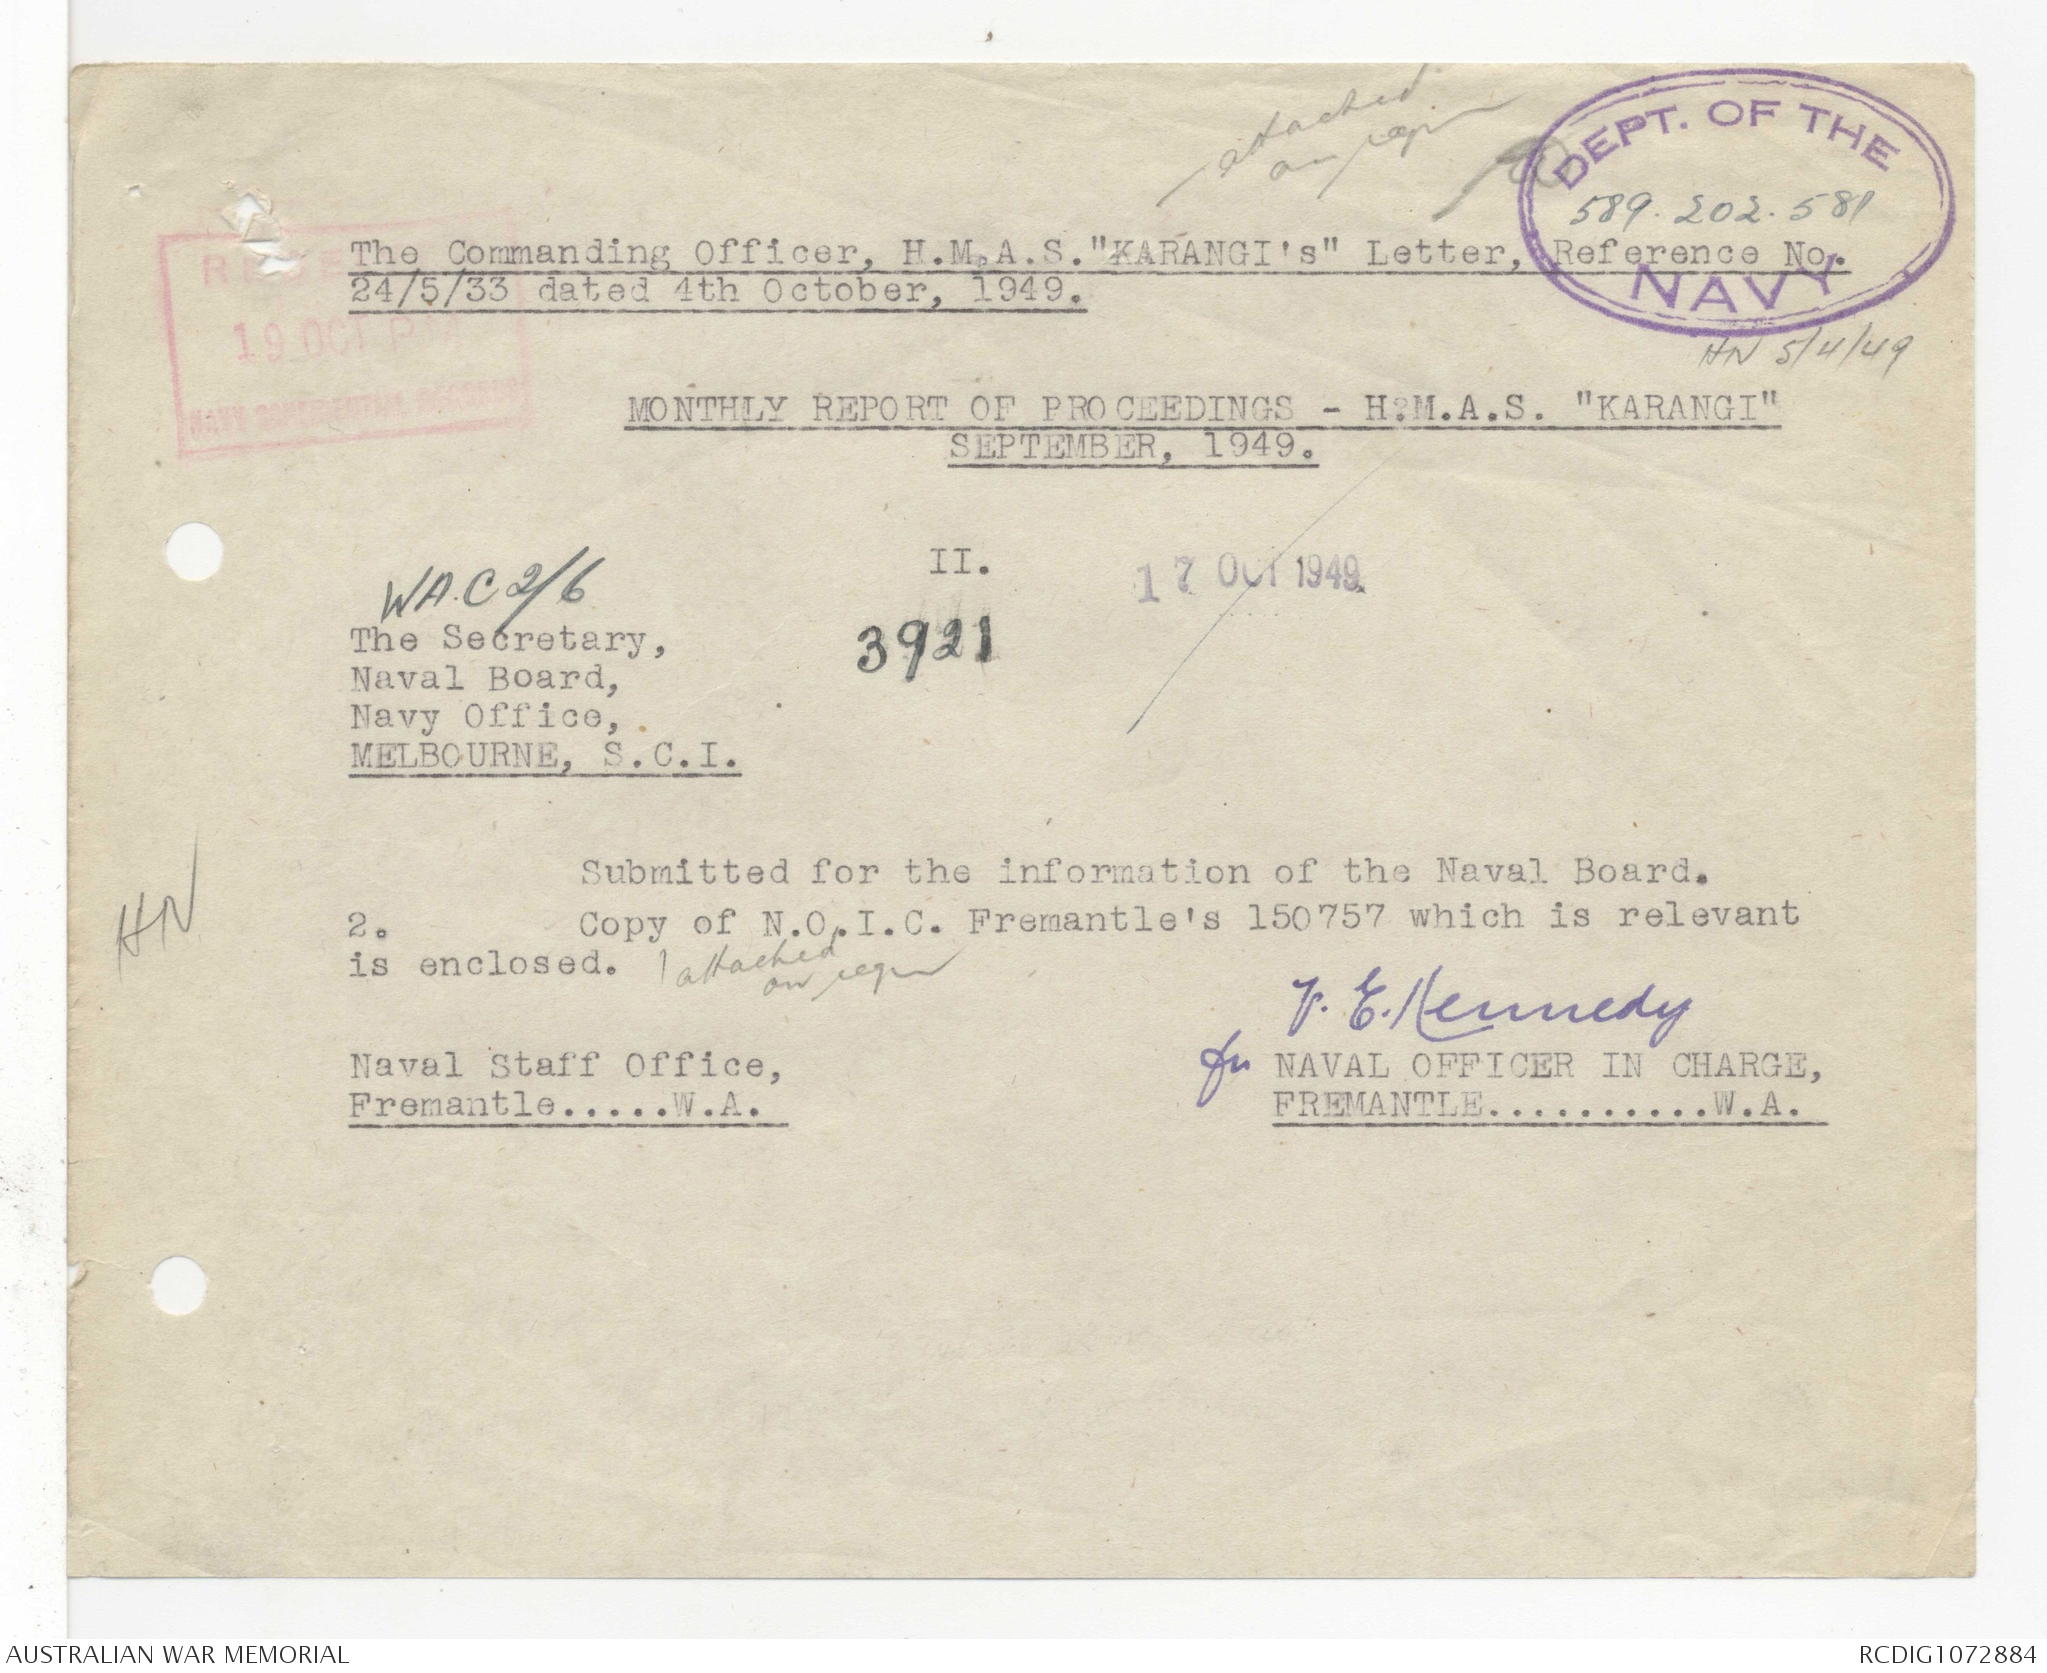 attached
on
DEPT. OF THE
589.202.581
NAVY
The Commanding Officer, H.M.A.S."KARANGI's" Letter, Reference No.
24/5/33 dated 4th October, 1949.
19 OCT PM
HN 5/4/49
MONTHLY REPORT OF PROCEEDINGS - H?M.A.S. "KARANGI"
SEPTEMBER, 1949.
II.
17 OCT 1949
WA.C 2/6
3921
The Secretary,
Naval Board,
Navy Office,
MELBOURNE, S.C.I.
Submitted for the information of the Naval Board.
HN
2. Copy of N.O.I.C. Fremantle's 150757 which is relevant
is enclosed. attached
on
V. E. Kennedy
for NAVAL OFFICER IN CHARGE,
FREMANTLE..........W.A.
Naval Staff Office,
Fremantle.....W.A.
AUSTRALIAN WAR MEMORIAL
RCDIG1072884